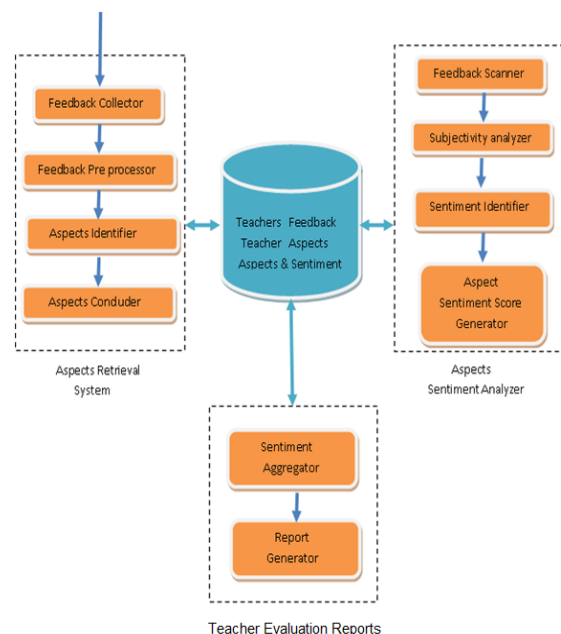 Feedback Collector
Feedback Pre processor
Aspects Identifier
Aspects Conduder
Aspects Retrieval
System
Teachers Feedback
Teacher Aspects
Aspects & Sentiment
Feedback Scanner
Subjectivity analyzer
Sentiment Identifier
Aspect
Sentiment Score
Generator
Aspects
Sentiment Analyzer
Sentiment
Aggregator
Report
Generator
Teacher Evaluation Reports